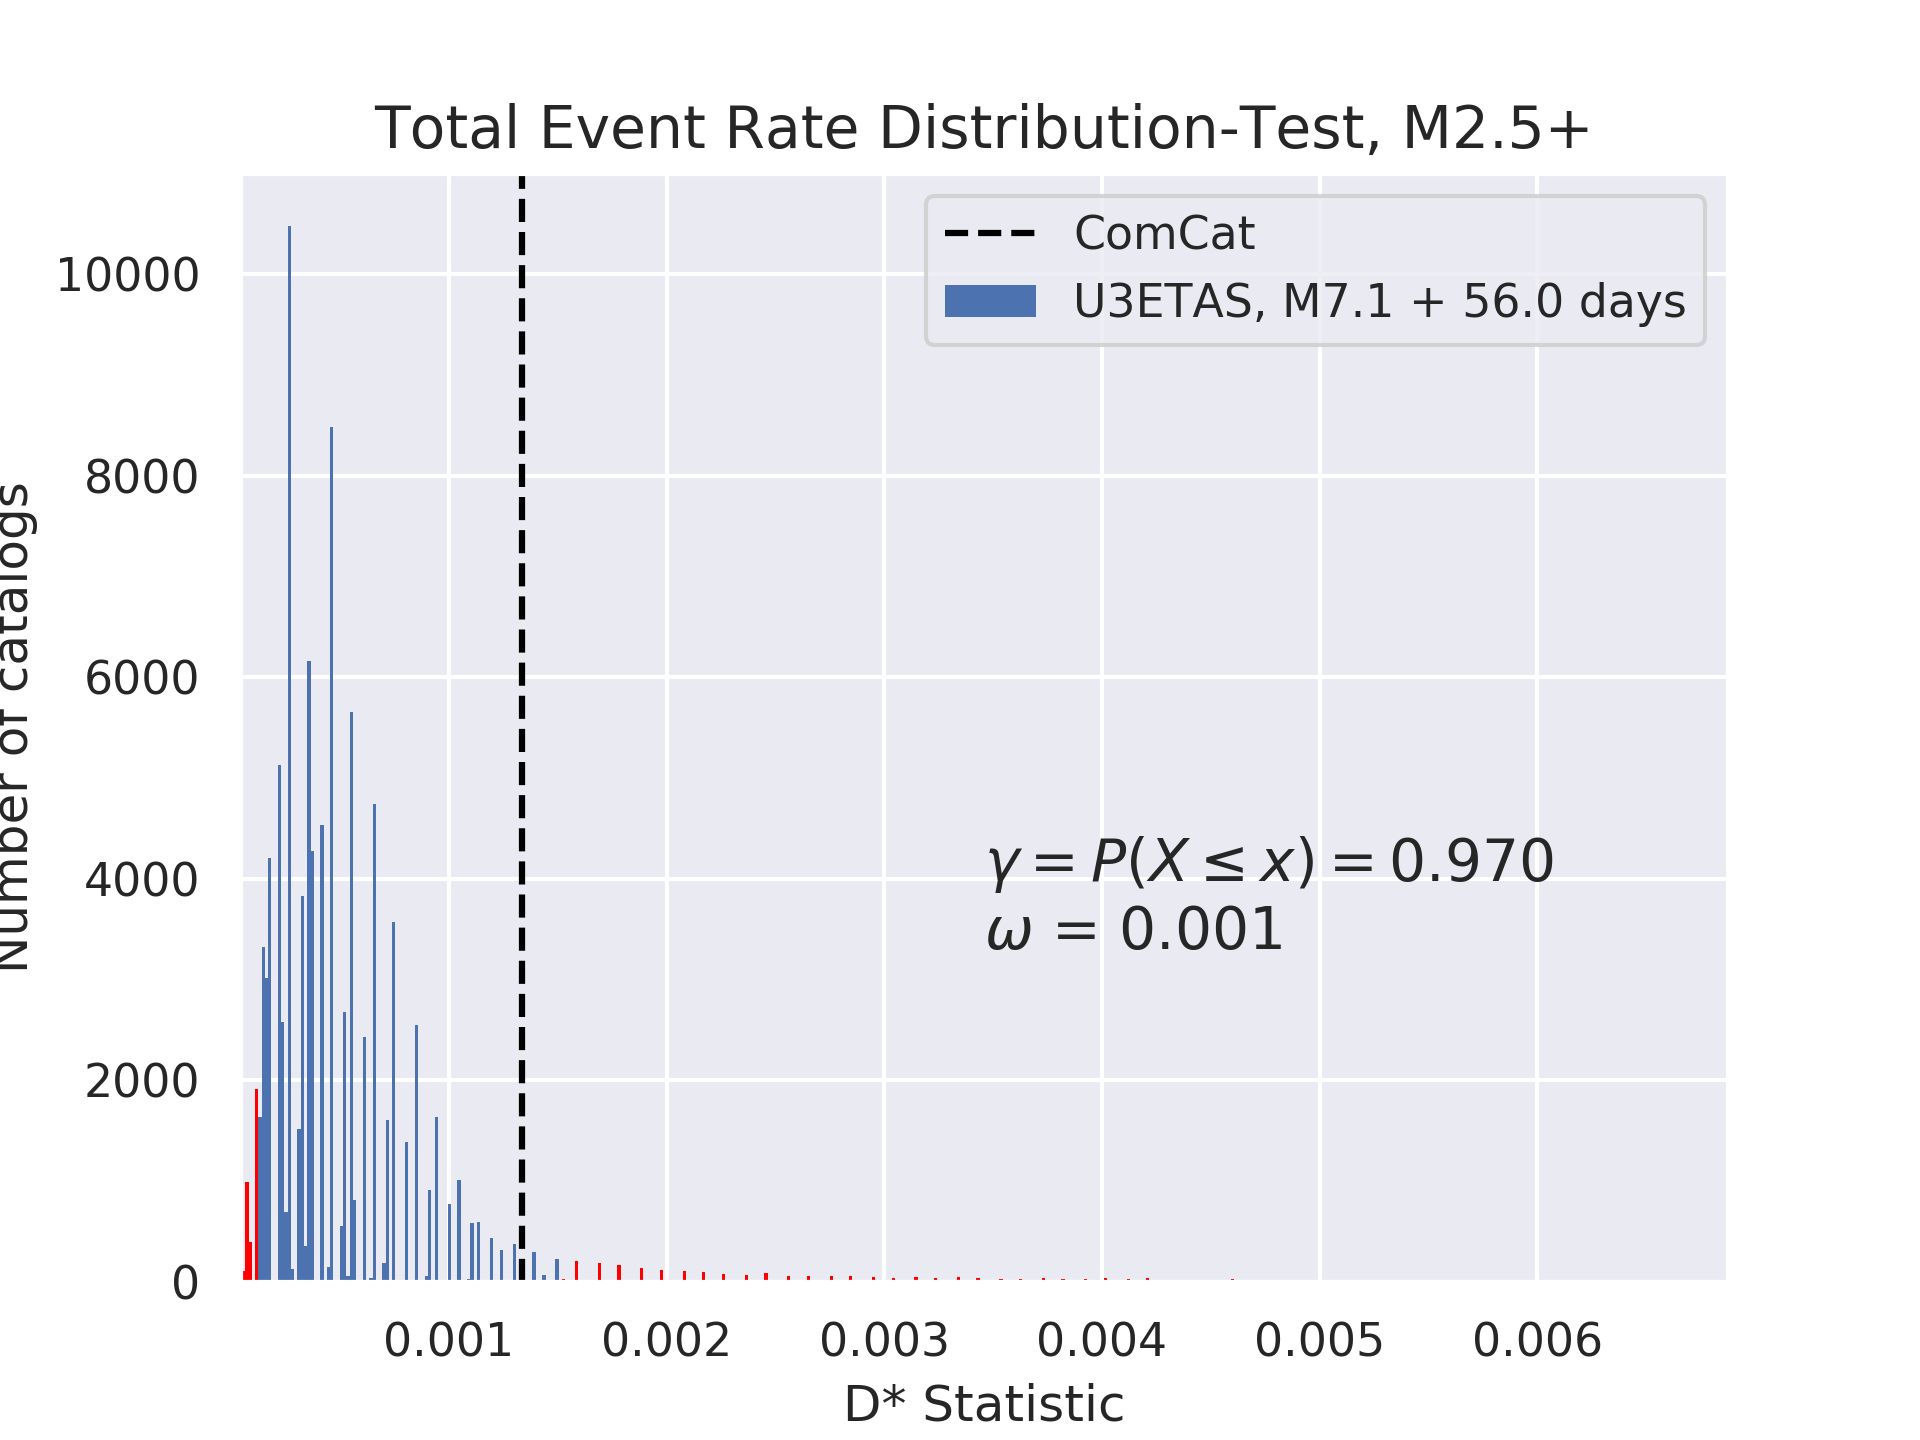 Total Event Rate Distribution-Test, M2.5+
ComCat
U3ETAS, M7.1 + 56.0 days
10000
8000
6000
4000
2000
0
Number of catalogs
γ = P(X ≤ x) = 0.970
ω = 0.001
0.001 0.002 0.003 0.004 0.005 0.006
D* Statistic